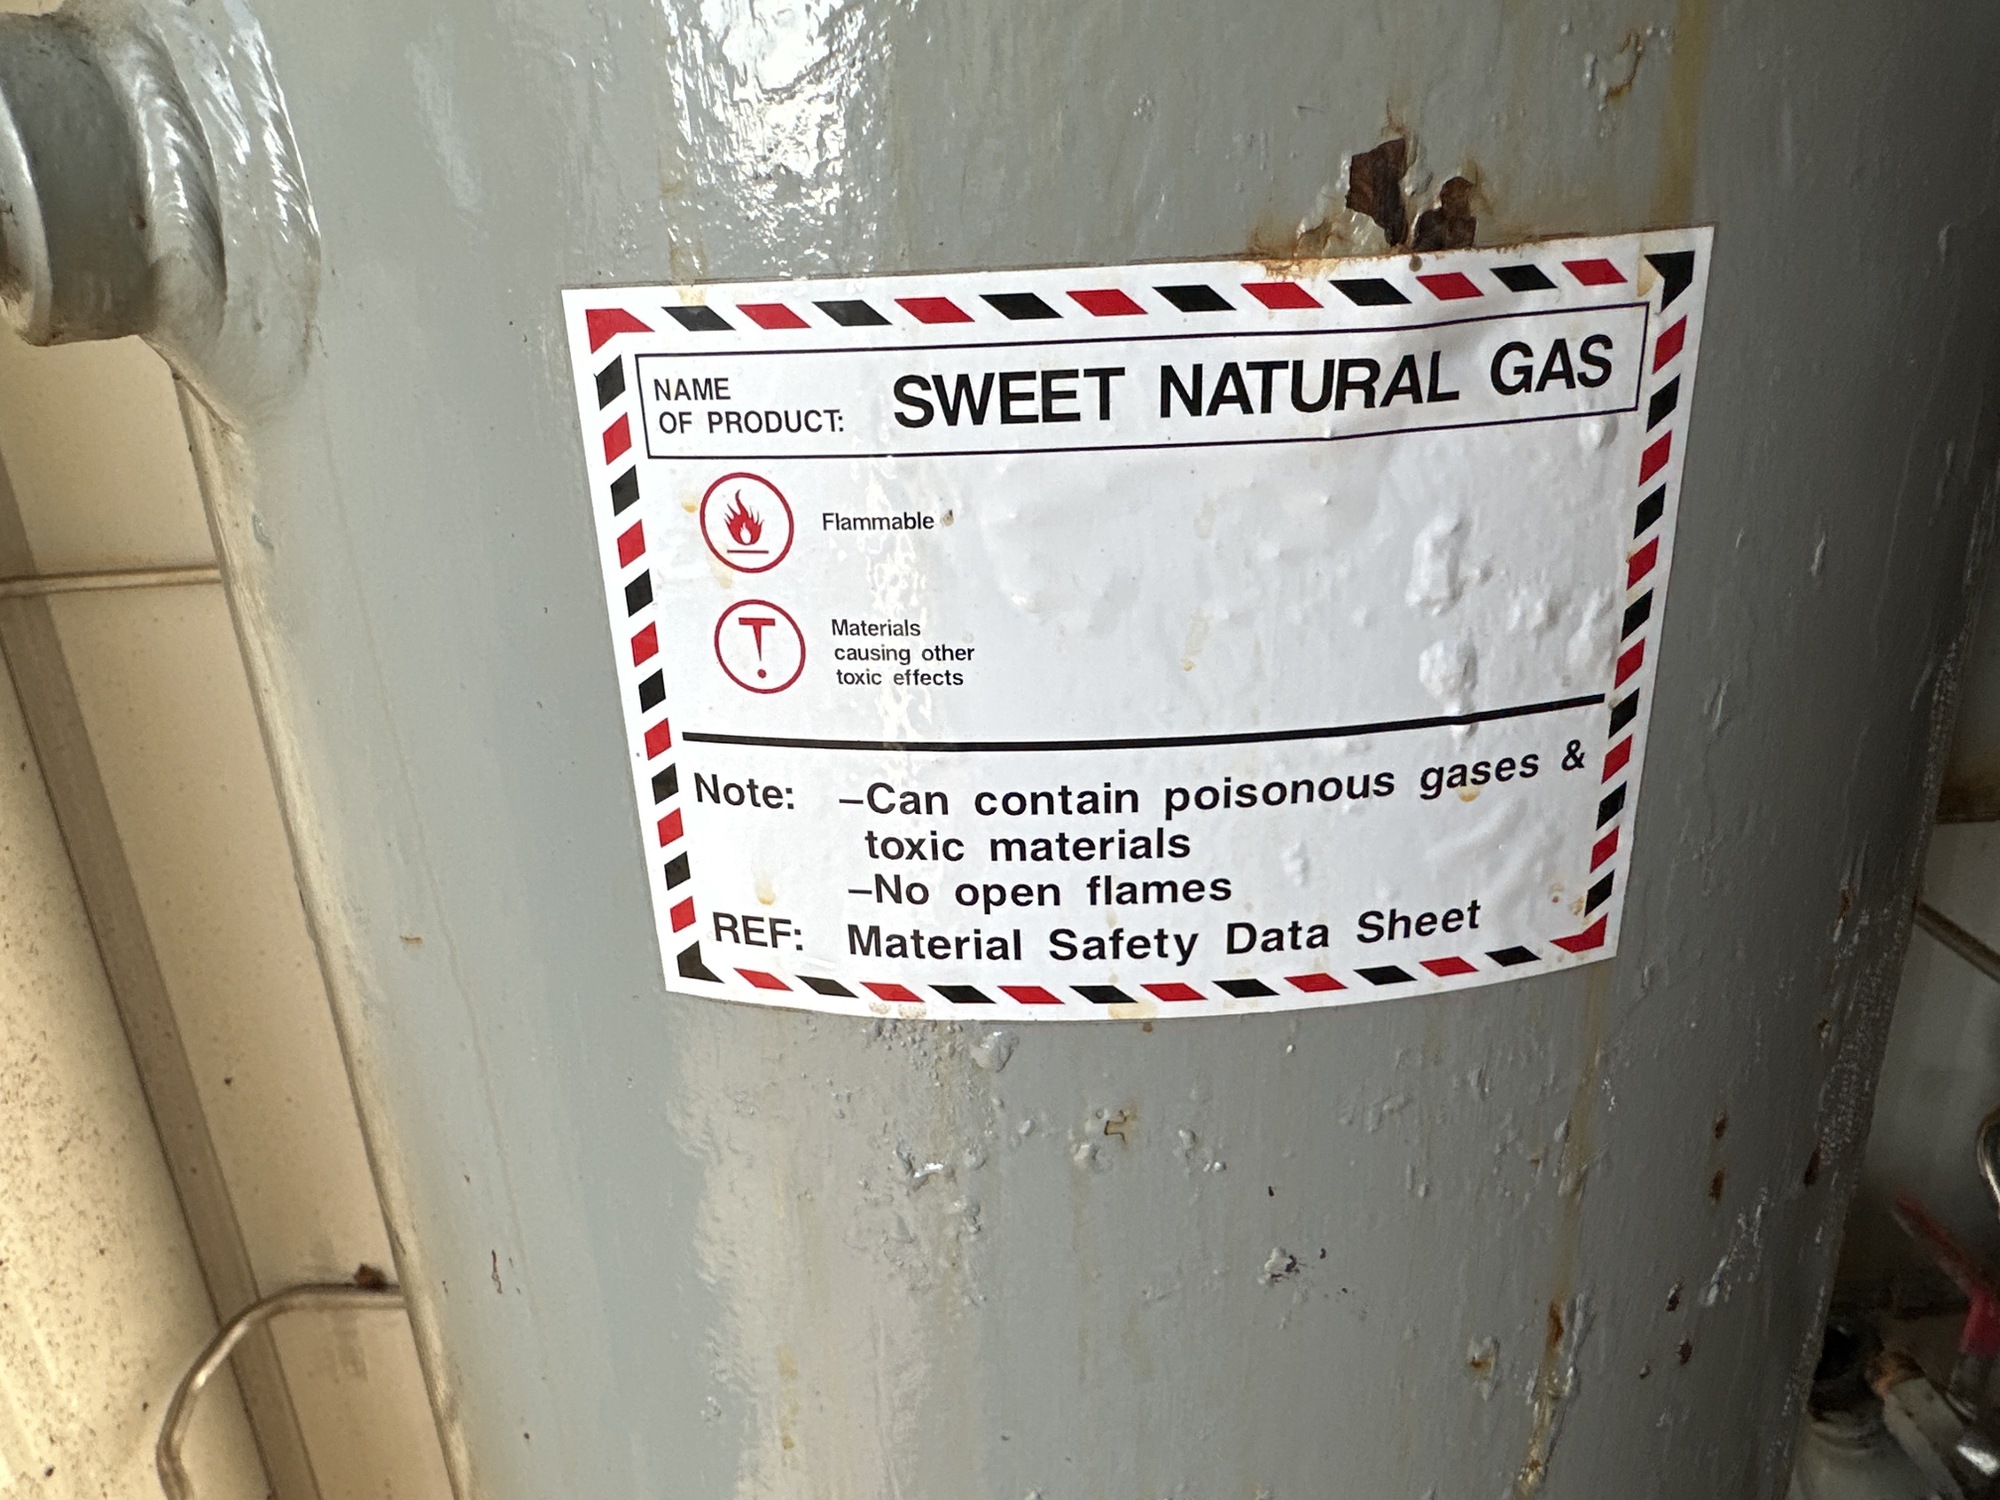 NAME
OF PRODUCT: SWEET NATURAL GAS
Flammable
Materials
causing other
toxic effects
Note: –Can contain poisonous gases &
toxic materials
–No open flames
REF: Material Safety Data Sheet